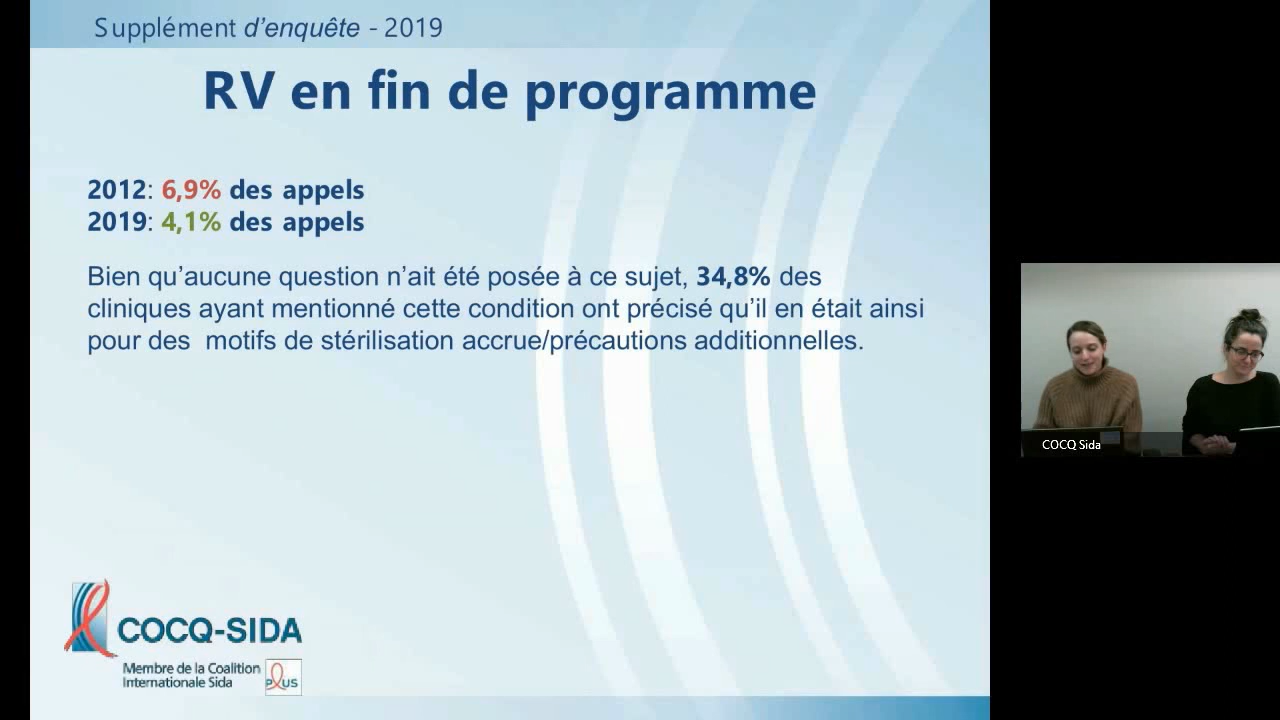 Supplément d’enquête - 2019
RV en fin de programme
2012: 6,9% des appels
2019: 4,1% des appels
Bien qu’aucune question n’ait été posée à ce sujet, 34,8% des
cliniques ayant mentionné cette condition ont précisé qu’il en était ainsi
pour des motifs de stérilisation accrue/précautions additionnelles.
COCQ Sida
COCQ-SIDA
Membre de la Coalition
Internationale Sida
PLUS